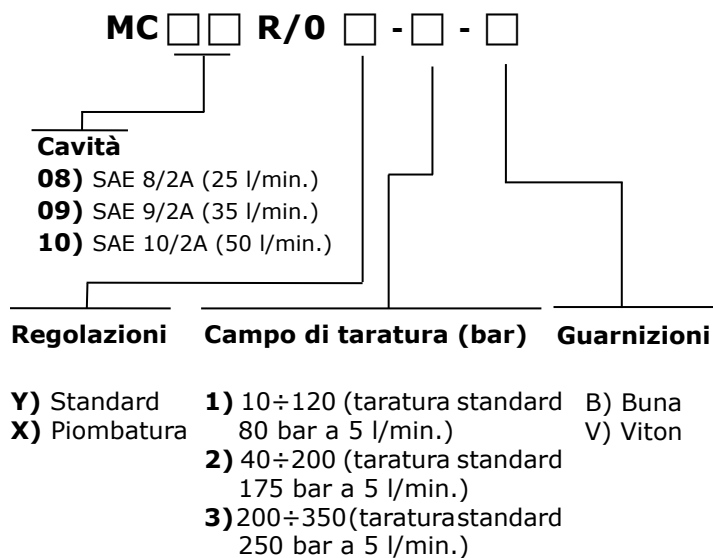 MC □□ R/0 □ - □ - □
Cavità
08) SAE 8/2A (25 l/min.)
09) SAE 9/2A (35 l/min.)
10) SAE 10/2A (50 l/min.)
Regolazioni
Y) Standard
X) Piombatura
Campo di taratura (bar)
1) 10÷120 (taratura standard
80 bar a 5 l/min.)
2) 40÷200 (taratura standard
175 bar a 5 l/min.)
3) 200÷350 (taratura standard
250 bar a 5 l/min.)
Guarnizioni
B) Buna
V) Viton